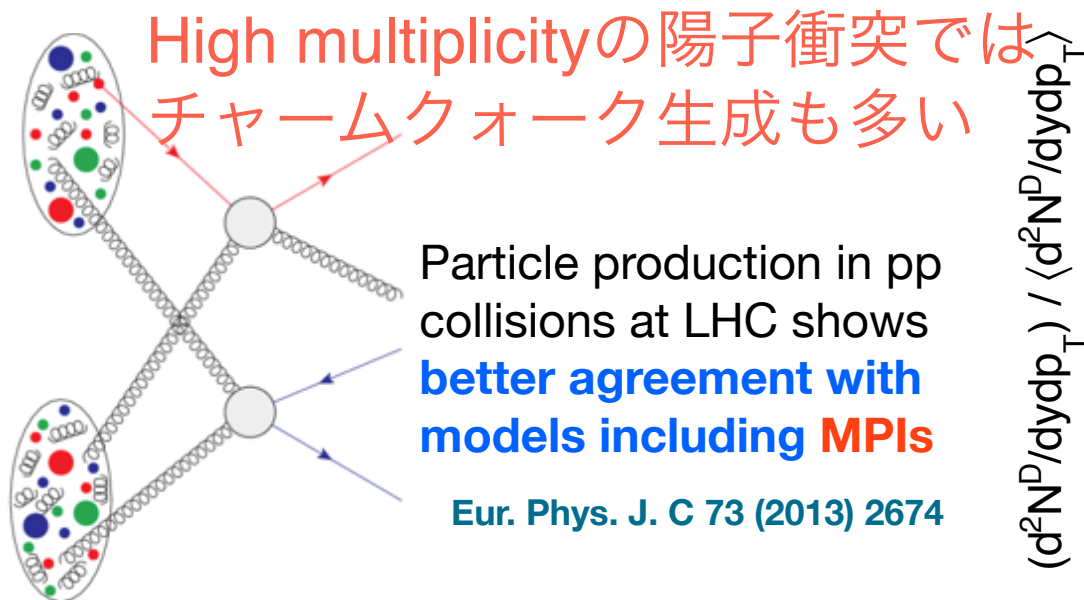 High multiplicityの陽子衝突では
チャームクォーク生成も多い
Particle production in pp
collisions at LHC shows
better agreement with
models including MPIs
Eur. Phys. J. C 73 (2013) 2674
(d²Nᴰ/dydp_T) / ⟨d²Nᴰ/dydp_T⟩